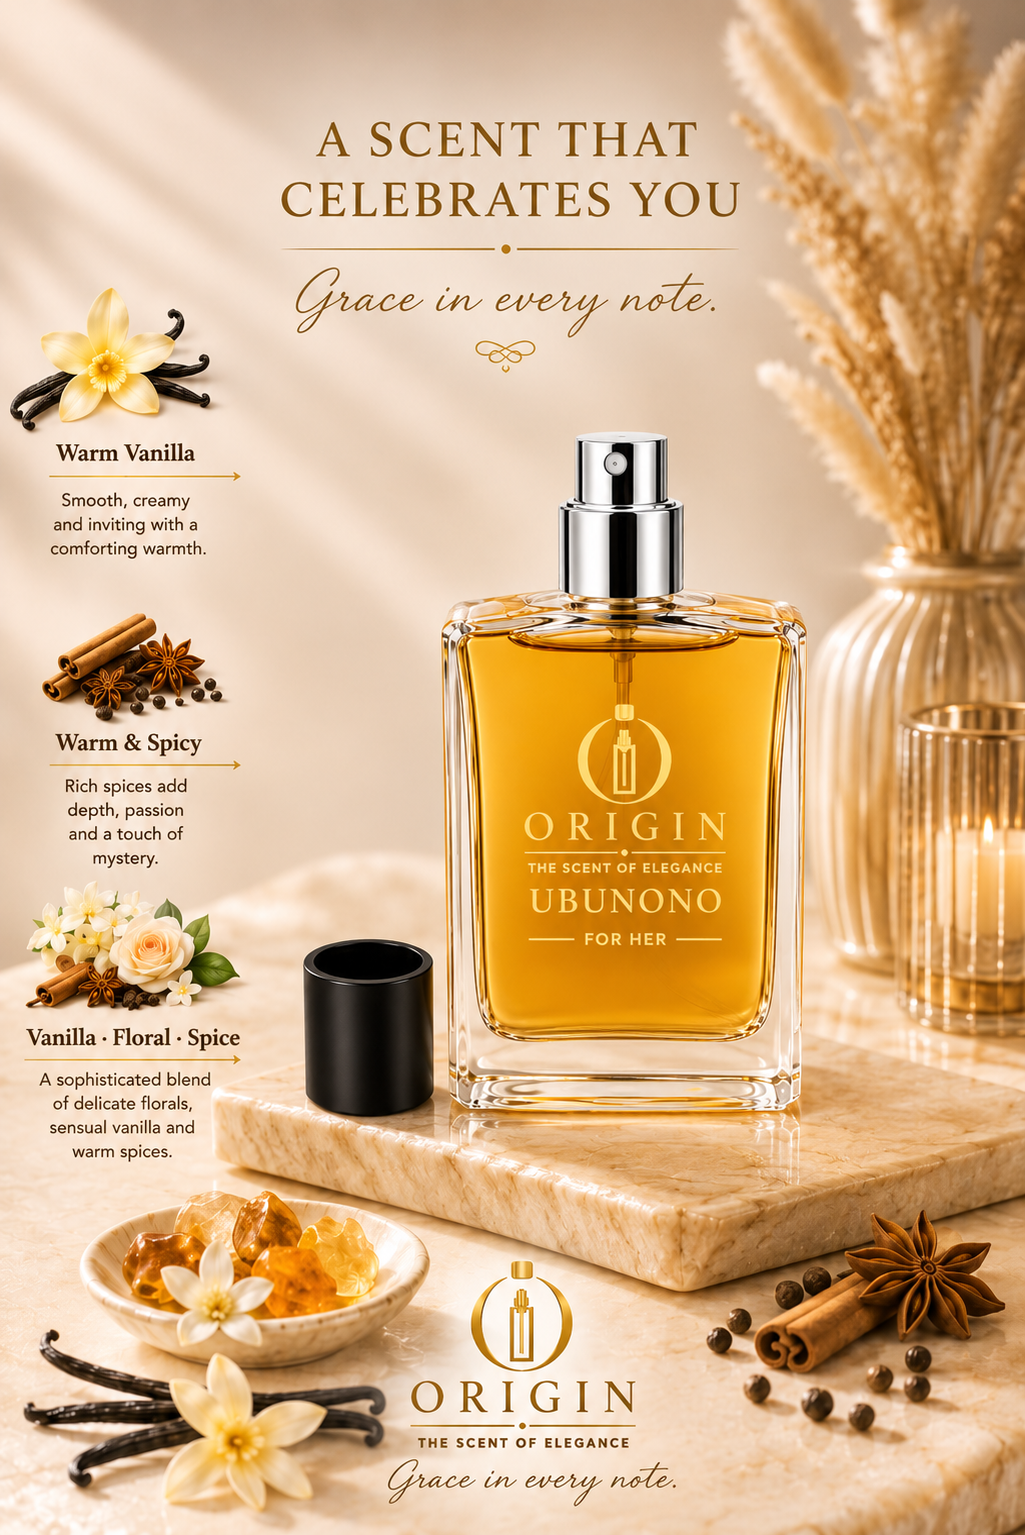 A SCENT THAT
CELEBRATES YOU
Grace in every note.
Warm Vanilla
Smooth, creamy
and inviting with a
comforting warmth.
Warm & Spicy
Rich spices add
depth, passion
and a touch of
mystery.
Vanilla · Floral · Spice
A sophisticated blend
of delicate florals,
sensual vanilla and
warm spices.
ORIGIN
THE SCENT OF ELEGANCE
UBUNONO
FOR HER
ORIGIN
THE SCENT OF ELEGANCE
Grace in every note.